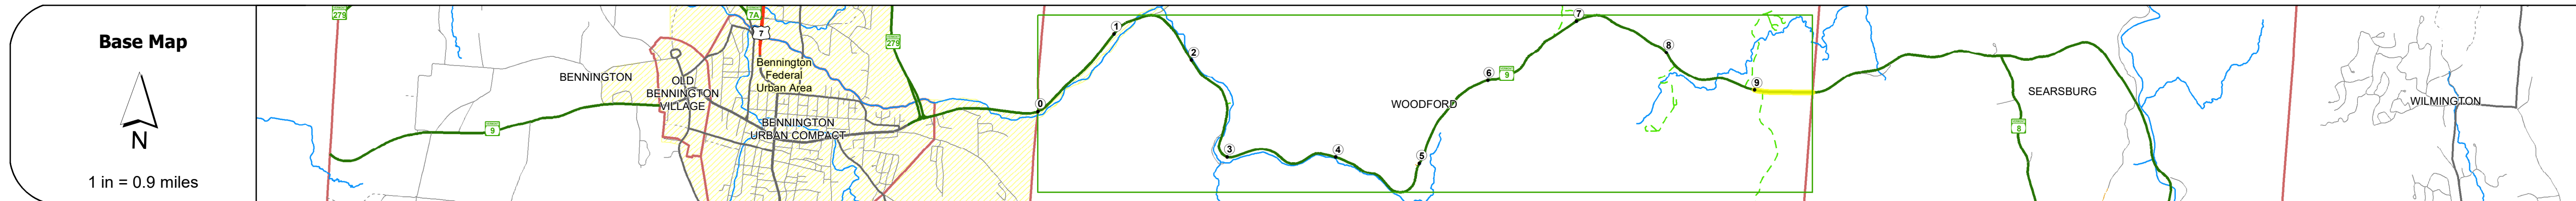 Base Map
N
1 in = 0.9 miles
279
9
BENNINGTON
OLD
BENNINGTON
VILLAGE
7A
7
Bennington
Federal
Urban Area
BENNINGTON
URBAN COMPACT
279
0
1
2
3
4
5
WOODFORD
6
9
7
8
9
8
SEARSBURG
WILMINGTON